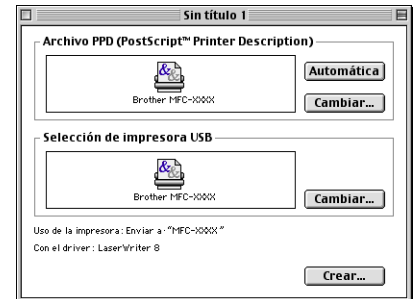 Sin título 1
Archivo PPD (PostScript™ Printer Description)
Brother MFC-XXXX
Automática
Cambiar...
Selección de impresora USB
Brother MFC-XXXX
Cambiar...
Uso de la impresora: Enviar a "MFC-XXXX"
Con el driver : LaserWriter 8
Crear...